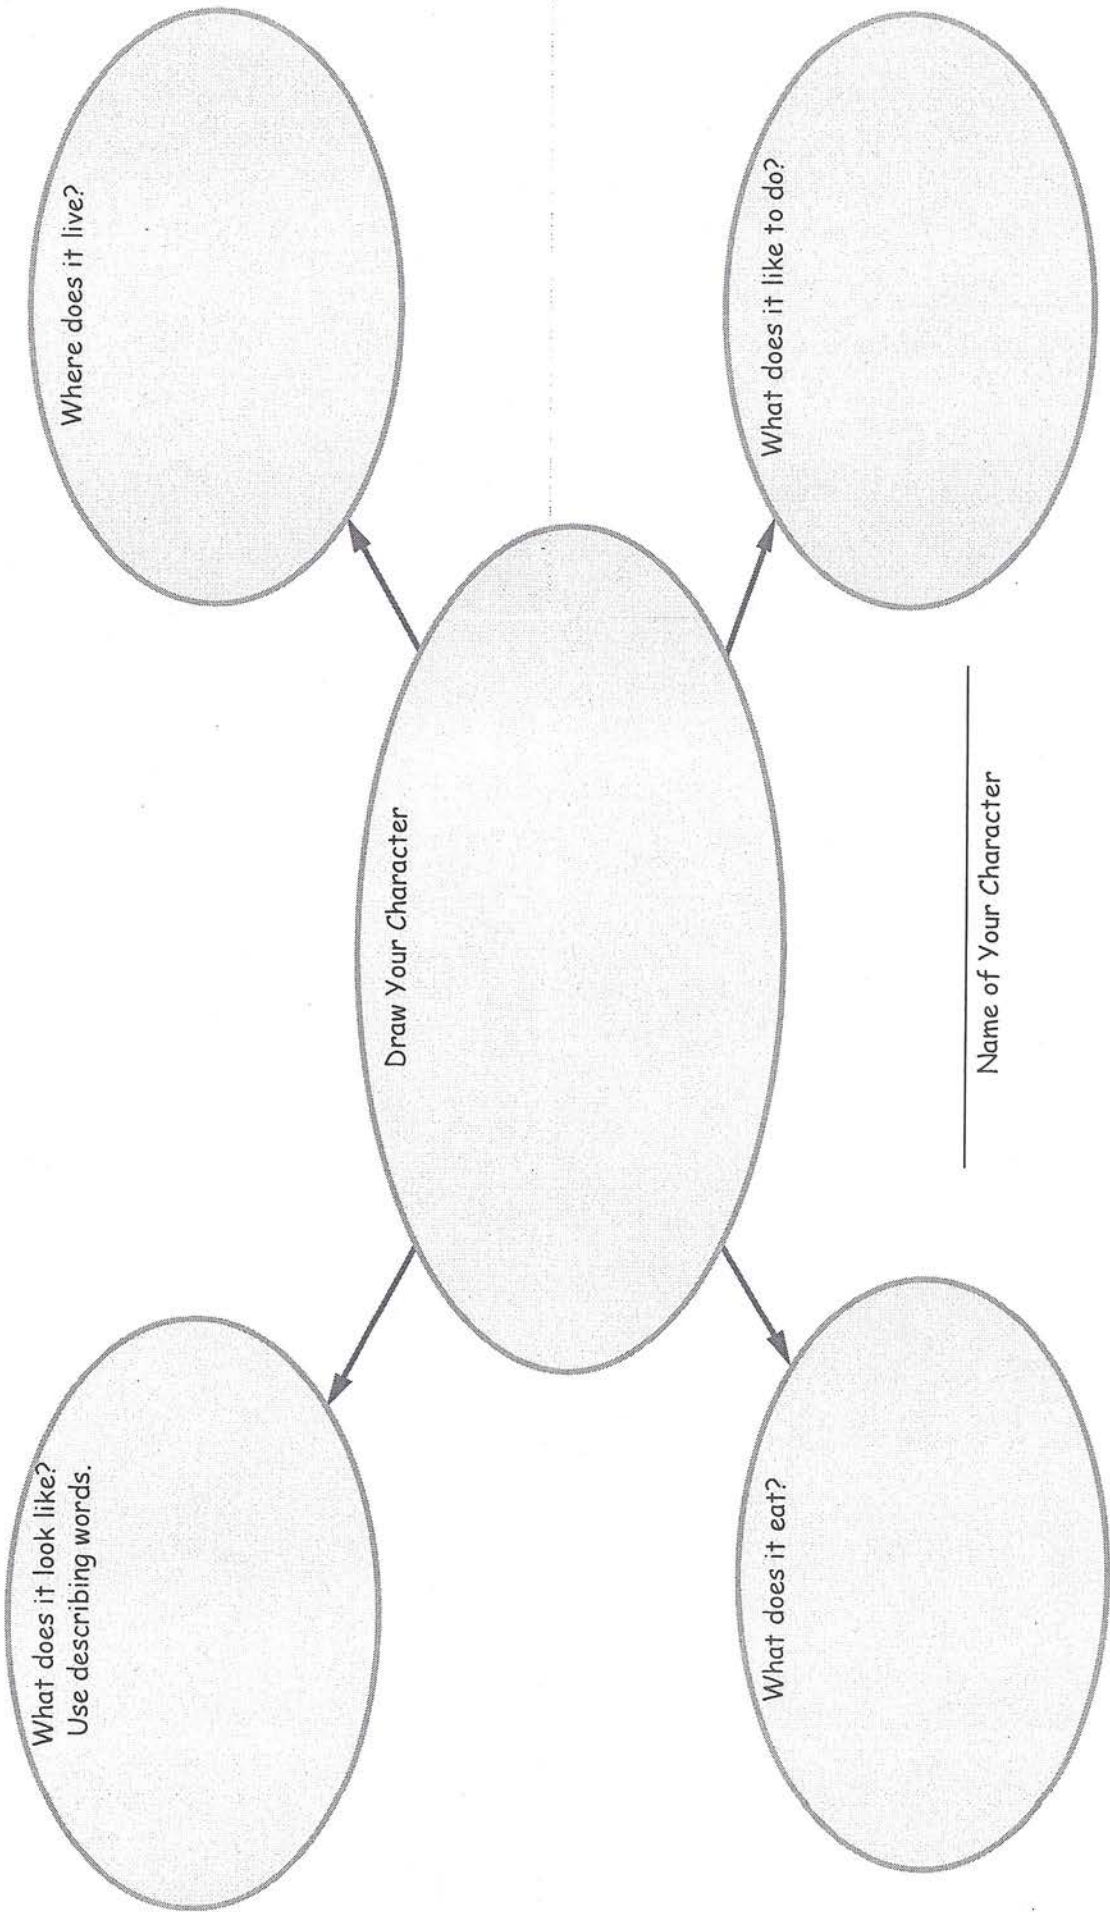 What does it look like?
Use describing words.
Where does it live?
Draw Your Character
What does it eat?
What does it like to do?
Name of Your Character